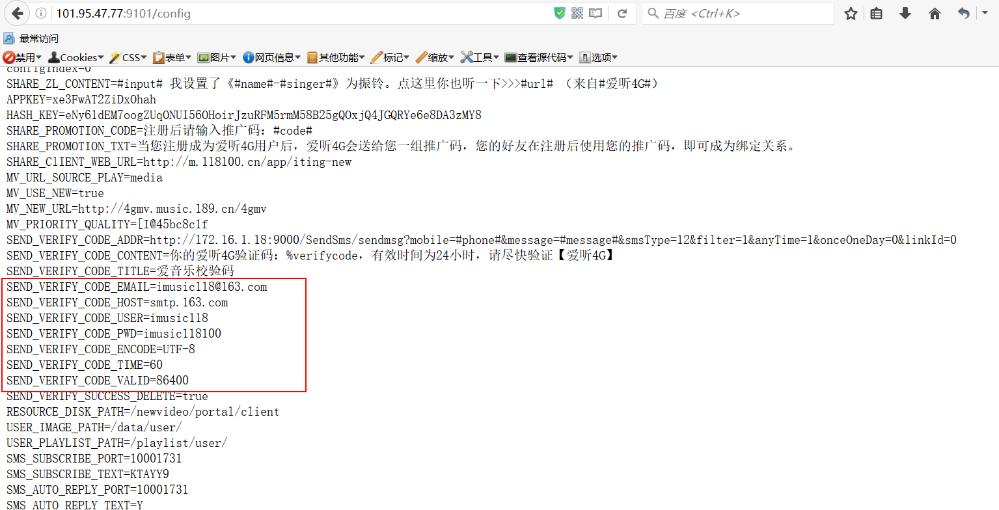 101.95.47.77:9101/config
百度 <Ctrl+K>
最常访问
禁用 Cookies CSS 表单 图片 网页信息 其他功能 标记 缩放 工具 查看源代码 选项
configIndex=0
SHARE_ZL_CONTENT=#input# 我设置了《#name#-#singer#》为振铃。点这里你也听一下>>>#url# （来自#爱听4G#）
APPKEY=xe3FwAT2ZiDxOhah
HASH_KEY=eNy61dEM7oogZUqONUI56OHoirJzuRFM5rmM58B25gQOxjQ4JGQRYe6e8DA3zMY8
SHARE_PROMOTION_CODE=注册后请输入推广码：#code#
SHARE_PROMOTION_TXT=当您注册成为爱听4G用户后，爱听4G会送给您一组推广码，您的好友在注册后使用您的推广码，即可成为绑定关系。
SHARE_ClIENT_WEB_URL=http://m.118100.cn/app/iting-new
MV_URL_SOURCE_PLAY=media
MV_USE_NEW=true
MV_NEW_URL=http://4gmv.music.189.cn/4gmv
MV_PRIORITY_QUALITY=[I@45bc8c1f
SEND_VERIFY_CODE_ADDR=http://172.16.1.18:9000/SendSms/sendmsg?mobile=#phone#&message=#message#&smsType=12&filter=1&anyTime=1&onceOneDay=0&linkId=0
SEND_VERIFY_CODE_CONTENT=你的爱听4G验证码：%verifycode，有效时间为24小时，请尽快验证【爱听4G】
SEND_VERIFY_CODE_TITLE=爱音乐校验码
SEND_VERIFY_CODE_EMAIL=imusic118@163.com
SEND_VERIFY_CODE_HOST=smtp.163.com
SEND_VERIFY_CODE_USER=imusic118
SEND_VERIFY_CODE_PWD=imusic118100
SEND_VERIFY_CODE_ENCODE=UTF-8
SEND_VERIFY_CODE_TIME=60
SEND_VERIFY_CODE_VALID=86400
SEND_VERIFY_SUCCESS_DELETE=true
RESOURCE_DISK_PATH=/newvideo/portal/client
USER_IMAGE_PATH=/data/user/
USER_PLAYLIST_PATH=/playlist/user/
SMS_SUBSCRIBE_PORT=10001731
SMS_SUBSCRIBE_TEXT=KTAYY9
SMS_AUTO_REPLY_PORT=10001731
SMS_AUTO_REPLY_TEXT=Y